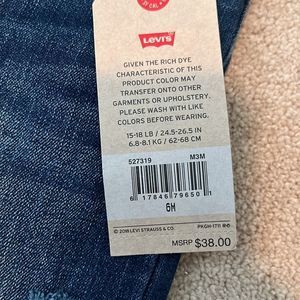 Levi's
GIVEN THE RICH DYE
CHARACTERISTIC OF THIS
PRODUCT COLOR MAY
TRANSFER ONTO OTHER
GARMENTS OR UPHOLSTERY.
PLEASE WASH WITH LIKE
COLORS BEFORE WEARING.
15-18 LB / 24.5-26.5 IN
6.8-8.1 KG / 62-68 CM
527319 M3M
6 17846 79650 1
6M
© 2018 LEVI STRAUSS & CO. PKGH-1711
MSRP $38.00